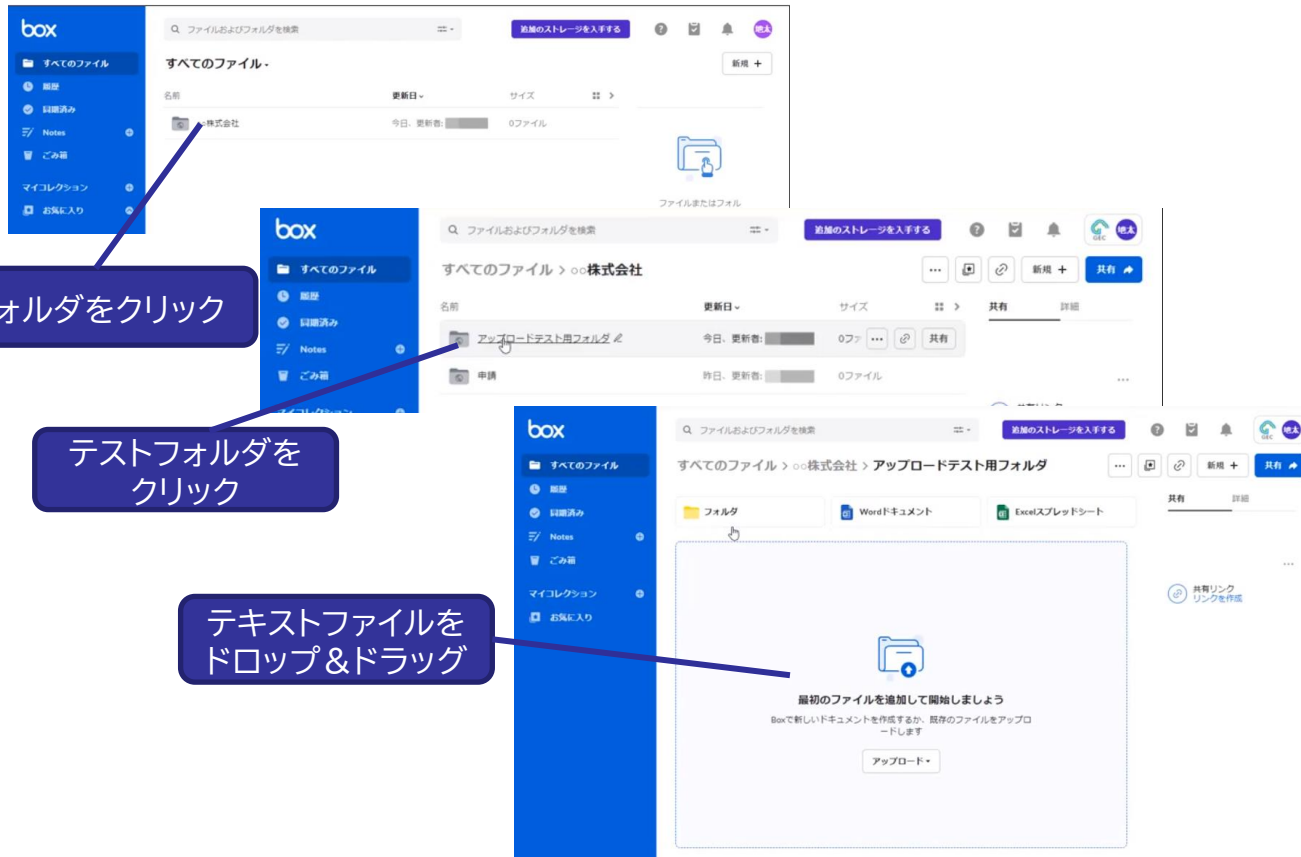 box
ファイルおよびフォルダを検索
追加のストレージを入手する
地太
すべてのファイル
履歴
同期済み
Notes
ごみ箱
マイコレクション
お気に入り
すべてのファイル
新規 +
名前
更新日
サイズ
○株式会社
今日、更新者:
0ファイル
ファイルまたはフォル
ォルダをクリック
box
ファイルおよびフォルダを検索
追加のストレージを入手する
GEC
地太
すべてのファイル
履歴
同期済み
Notes
ごみ箱
すべてのファイル > ○○株式会社
新規 +
共有
名前
更新日
サイズ
共有
詳細
アップロードテスト用フォルダ
今日、更新者:
0ファ
共有
申請
昨日、更新者:
0ファイル
テストフォルダを
クリック
box
ファイルおよびフォルダを検索
追加のストレージを入手する
GEC
地太
すべてのファイル
履歴
同期済み
Notes
ごみ箱
マイコレクション
お気に入り
すべてのファイル > ○○株式会社 > アップロードテスト用フォルダ
新規 +
共有
フォルダ
Wordドキュメント
Excelスプレッドシート
共有
詳細
共有リンク
リンクを作成
テキストファイルを
ドロップ&ドラッグ
最初のファイルを追加して開始しましょう
Boxで新しいドキュメントを作成するか、既存のファイルをアップロ
ードします
アップロード